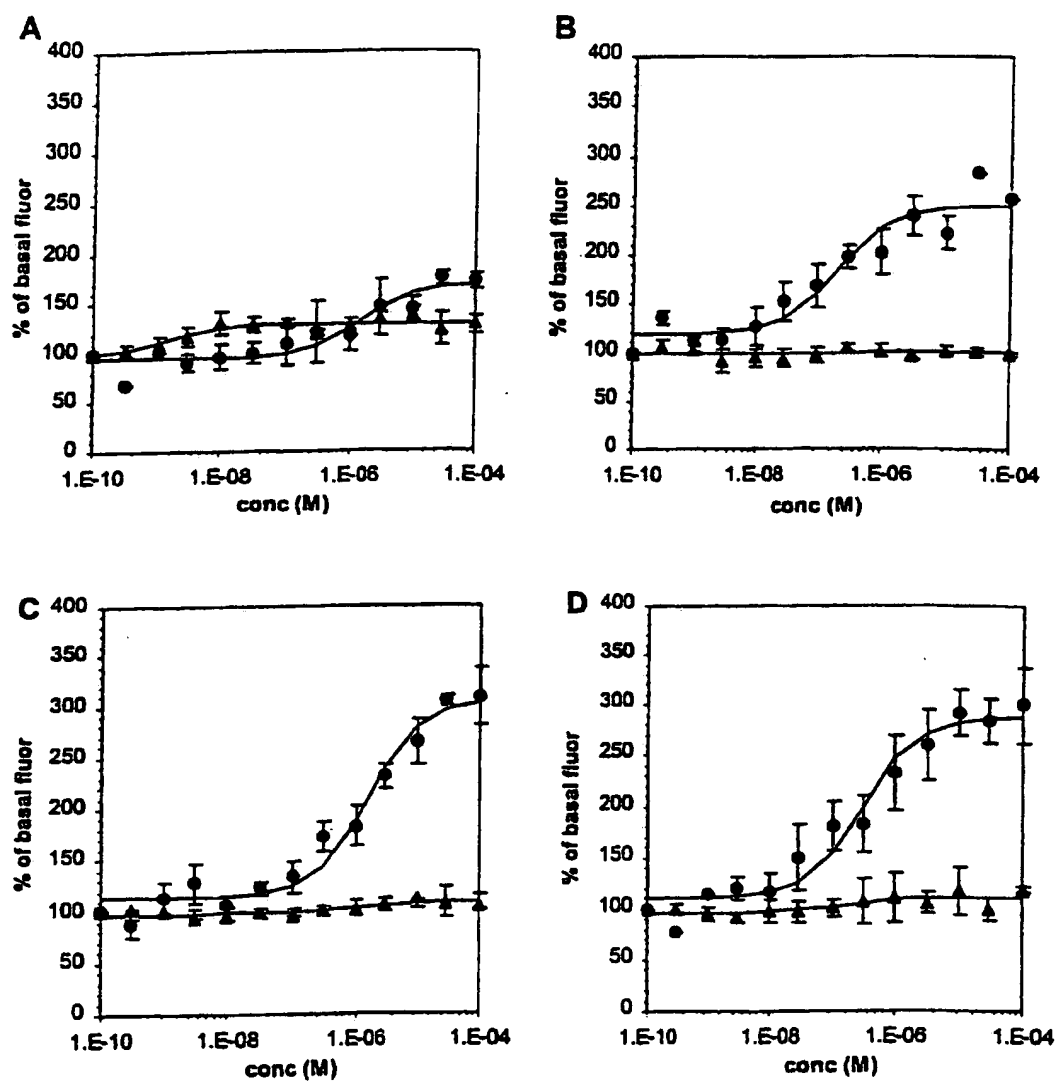 A
400
350
300
250
200
150
100
50
0
% of basal fluor
1.E-10
1.E-08
1.E-06
1.E-04
conc (M)
B
400
350
300
250
200
150
100
50
0
% of basal fluor
1.E-10
1.E-08
1.E-06
1.E-04
conc (M)
C
400
350
300
250
200
150
100
50
0
% of basal fluor
1.E-10
1.E-08
1.E-06
1.E-04
conc (M)
D
400
350
300
250
200
150
100
50
0
% of basal fluor
1.E-10
1.E-08
1.E-06
1.E-04
conc (M)